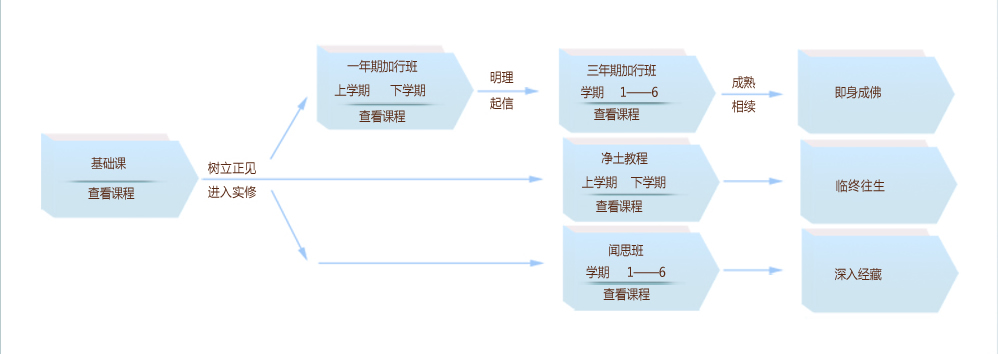 基础课
查看课程
树立正见
进入实修
一年期加行班
上学期 下学期
查看课程
明理
起信
三年期加行班
学期 1——6
查看课程
成熟
相续
即身成佛
净土教程
上学期 下学期
查看课程
临终往生
闻思班
学期 1——6
查看课程
深入经藏